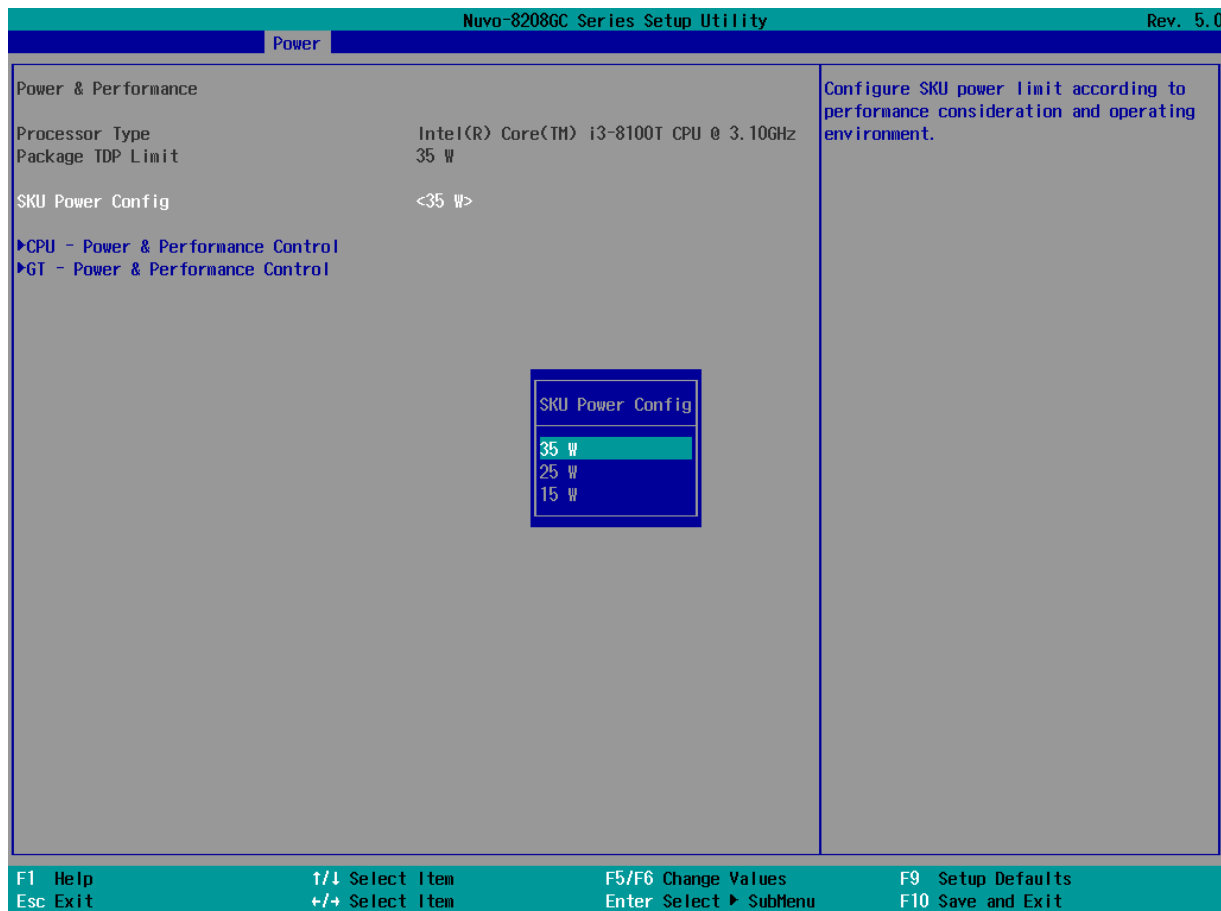 Nuvo-8208GC Series Setup Utility Rev. 5.0
Power
Power & Performance
Processor Type Intel(R) Core(TM) i3-8100T CPU @ 3.10GHz
Package TDP Limit 35 W
SKU Power Config <35 W>
▶CPU - Power & Performance Control
▶GT - Power & Performance Control
Configure SKU power limit according to
performance consideration and operating
environment.
SKU Power Config
35 W
25 W
15 W
F1 Help ↑/↓ Select Item F5/F6 Change Values F9 Setup Defaults
Esc Exit ←/→ Select Item Enter Select ▶ SubMenu F10 Save and Exit